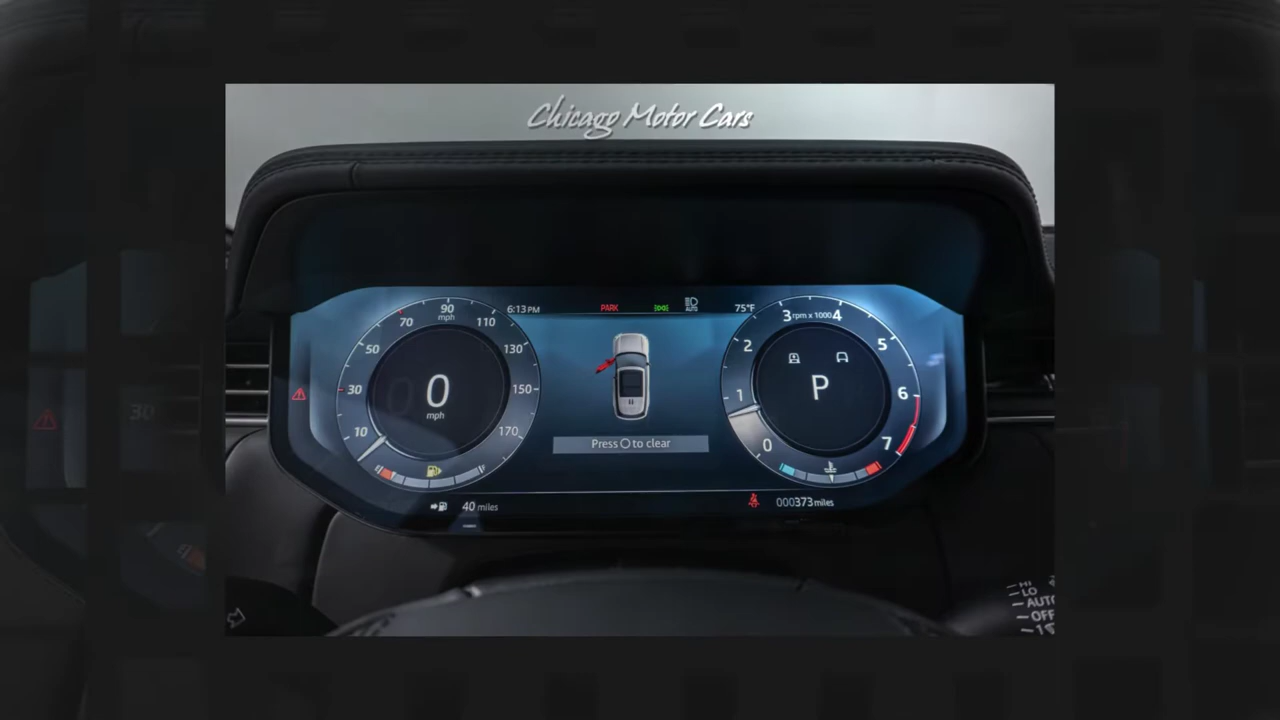 Chicago Motor Cars
6:13 PM
PARK
AUTO
75°F
10
30
50
70
90
mph
110
130
150
170
0
mph
Press O to clear
0
1
2
3 rpm x 1000 4
5
6
7
P
40 miles
000373 miles
HI
LO
AUTO
OFF
30